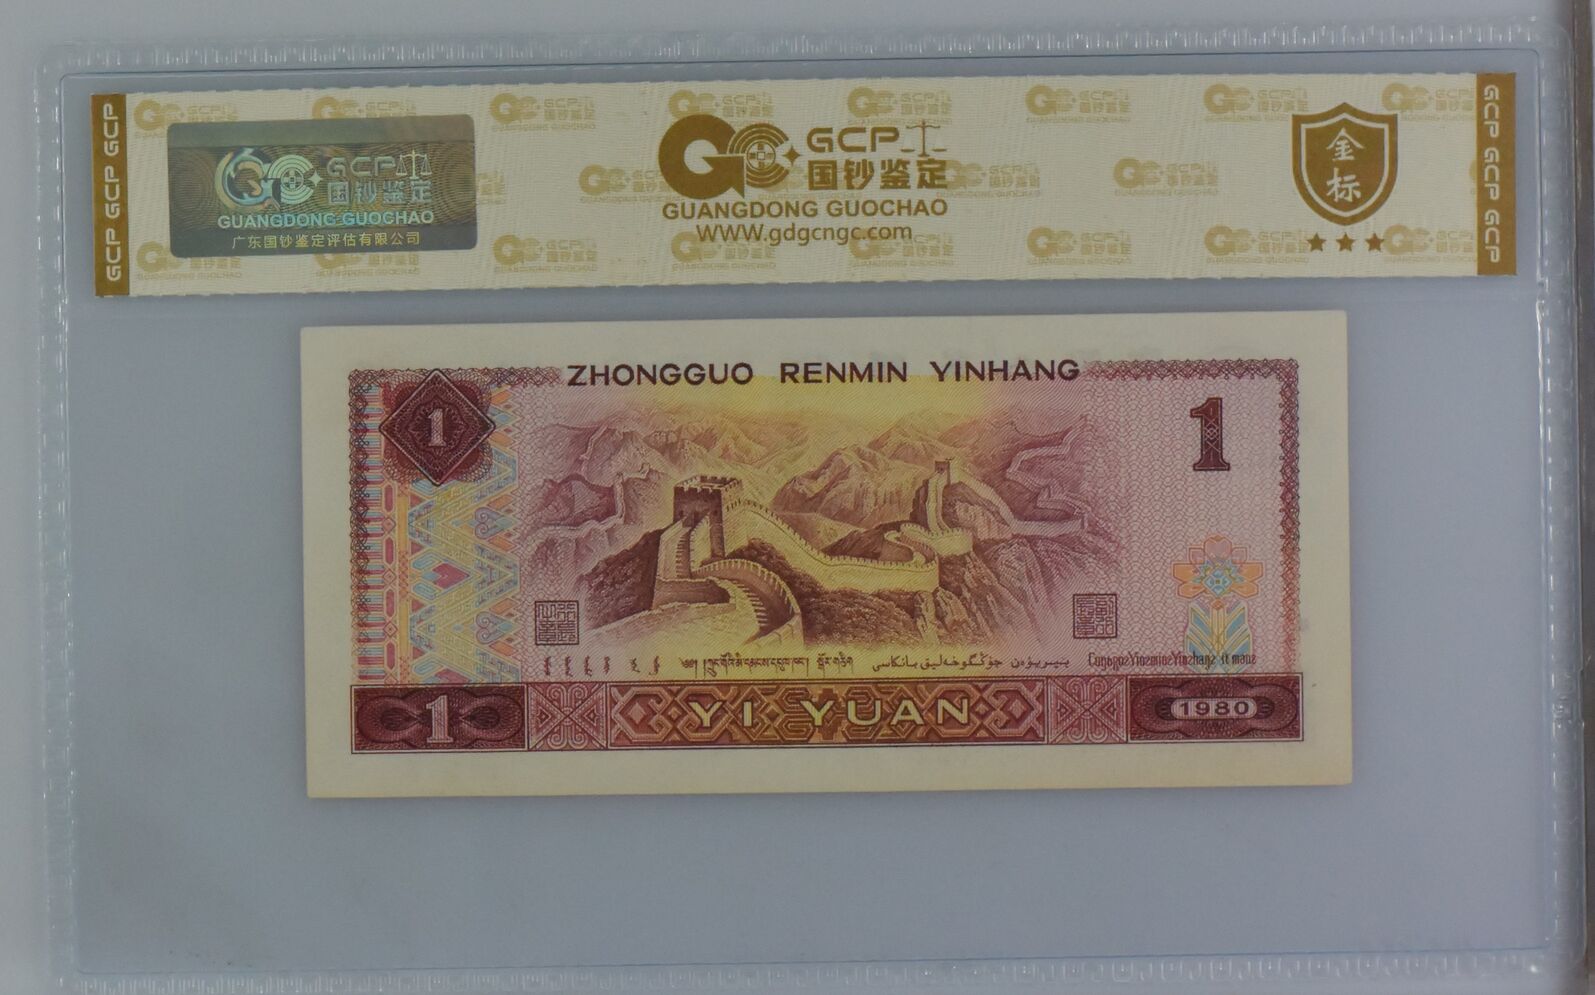 GCP GCP GCP
GCP 国钞鉴定
GUANGDONG GUOCHAO
广东国钞鉴定评估有限公司
GCP
国钞鉴定
GUANGDONG GUOCHAO
www.gdgcngc.com
金标
GCP GCP GCP
ZHONGGUO RENMIN YINHANG
1
1
YI YUAN
1
1980